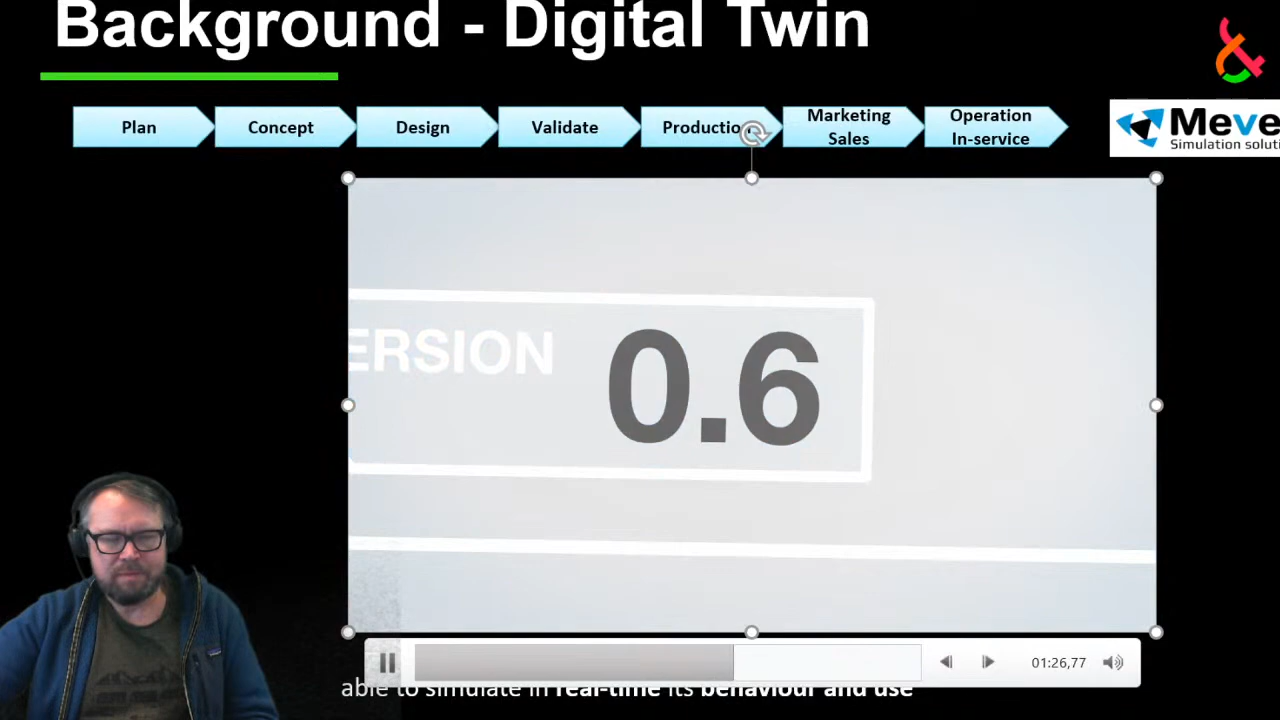 Background - Digital Twin
Plan
Concept
Design
Validate
Production
Marketing
Sales
Operation
In-service
Meve
Simulation soluti
ERSION 0.6
01:26,77
able to simulate in real-time its behaviour and use